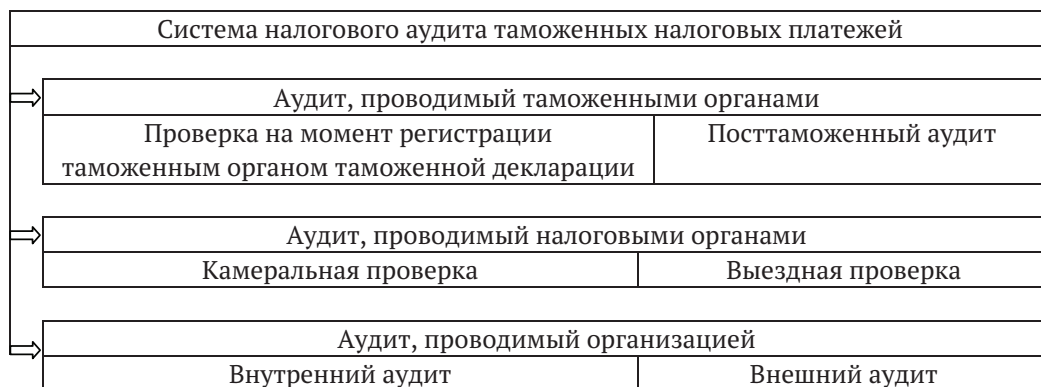 Система налогового аудита таможенных налоговых платежей
Аудит, проводимый таможенными органами
Проверка на момент регистрации
таможенным органом таможенной декларации
Посттаможенный аудит
Аудит, проводимый налоговыми органами
Камеральная проверка
Выездная проверка
Аудит, проводимый организацией
Внутренний аудит
Внешний аудит